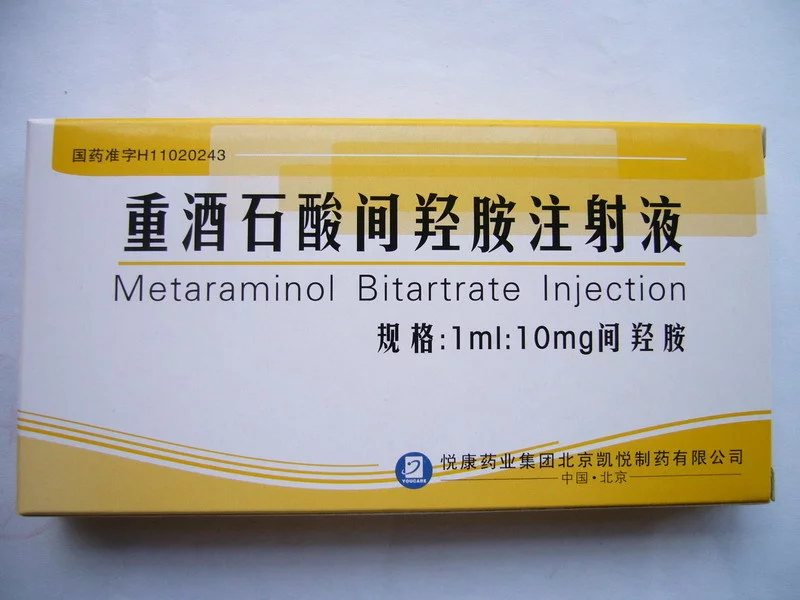 国药准字H11020243
重酒石酸间羟胺注射液
Metaraminol Bitartrate Injection
规格:1ml:10mg间羟胺
YOUCARE
悦康药业集团北京凯悦制药有限公司
中国·北京